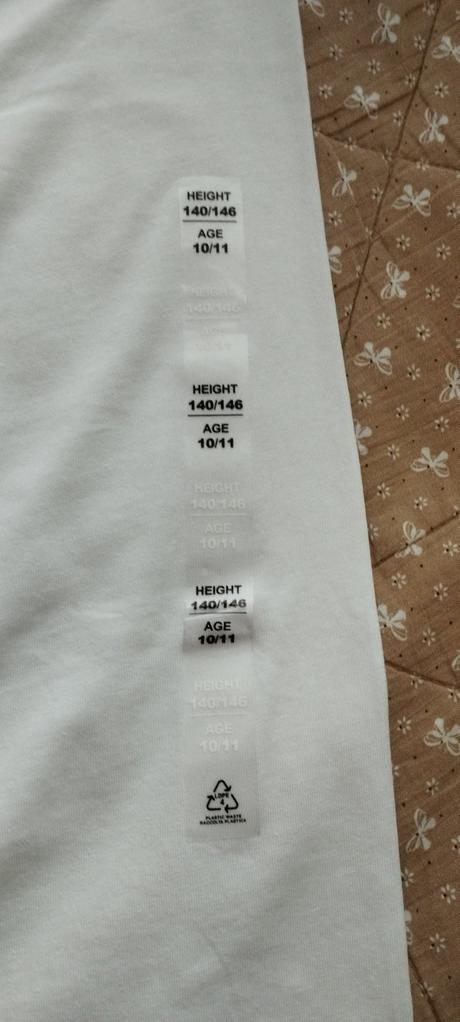 HEIGHT
140/146
AGE
10/11
HEIGHT
140/146
AGE
10/11
HEIGHT
140/146
AGE
10/11
HEIGHT
140/146
AGE
10/11
HEIGHT
140/146
AGE
10/11
HEIGHT
140/146
AGE
10/11
LDPE
4
PLASTIC WASTE
RACCOLTA PLASTICA